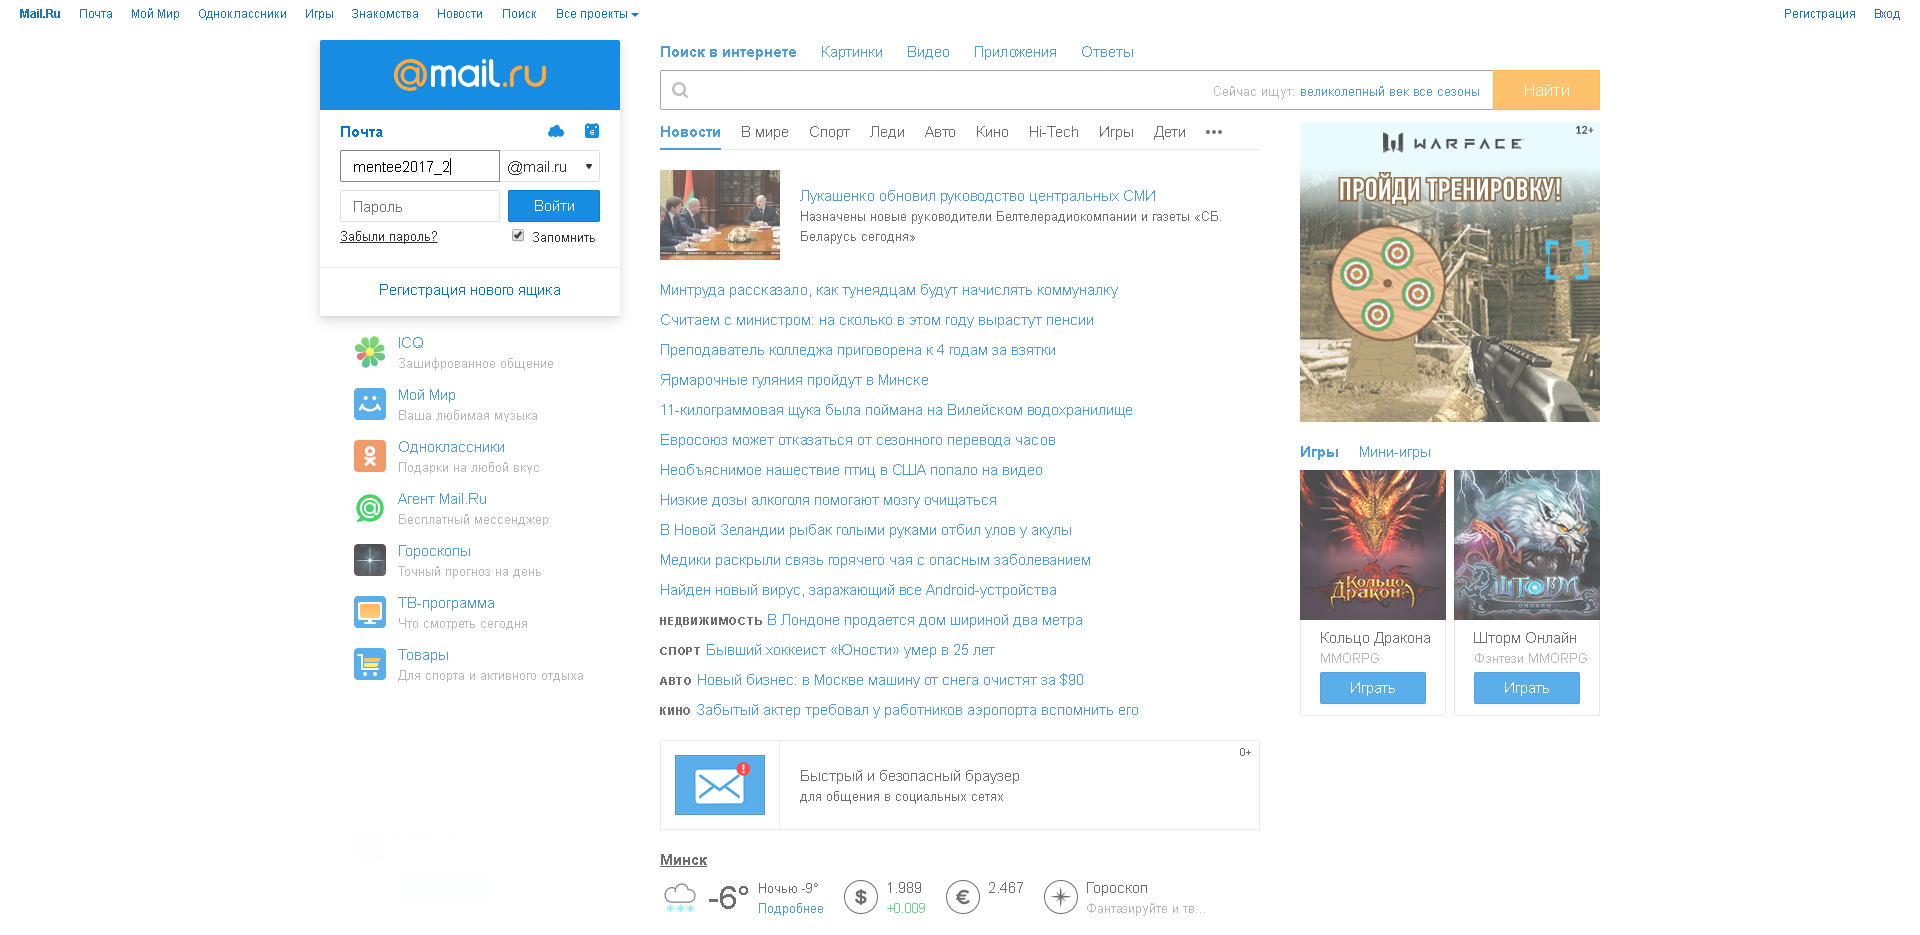 Mail.Ru Почта Мой Мир Одноклассники Игры Знакомства Новости Поиск Все проекты Регистрация Вход
@mail.ru
Почта 6
mentee2017_2 @mail.ru
Пароль Войти
Забыли пароль? Запомнить
Регистрация нового ящика
ICQ
Зашифрованное общение
Мой Мир
Ваша любимая музыка
Одноклассники
Подарки на любой вкус
Агент Mail.Ru
Бесплатный мессенджер
Гороскопы
Точный прогноз на день
ТВ-программа
Что смотреть сегодня
Товары
Для спорта и активного отдыха
Поиск в интернете Картинки Видео Приложения Ответы
Сейчас ищут: великолепный век все сезоны Найти
Новости В мире Спорт Леди Авто Кино Hi-Tech Игры Дети •••
Лукашенко обновил руководство центральных СМИ
Назначены новые руководители Белтелерадиокомпании и газеты «СБ.
Беларусь сегодня»
Минтруда рассказало, как тунеядцам будут начислять коммуналку
Считаем с министром: на сколько в этом году вырастут пенсии
Преподаватель колледжа приговорена к 4 годам за взятки
Ярмарочные гуляния пройдут в Минске
11-килограммовая щука была поймана на Вилейском водохранилище
Евросоюз может отказаться от сезонного перевода часов
Необъяснимое нашествие птиц в США попало на видео
Низкие дозы алкоголя помогают мозгу очищаться
В Новой Зеландии рыбак голыми руками отбил улов у акулы
Медики раскрыли связь горячего чая с опасным заболеванием
Найден новый вирус, заражающий все Android-устройства
НЕДВИЖИМОСТЬ В Лондоне продается дом шириной два метра
СПОРТ Бывший хоккеист «Юности» умер в 25 лет
АВТО Новый бизнес: в Москве машину от снега очистят за $90
КИНО Забытый актер требовал у работников аэропорта вспомнить его
0+
Быстрый и безопасный браузер
для общения в социальных сетях
Минск
-6° Ночью -9° $ 1.989 € 2.467 Гороскоп
Подробнее +0.009 Фантазируйте и тв...
12+
WARFACE
ПРОЙДИ ТРЕНИРОВКУ!
Игры Мини-игры
Кольцо
Дракона
ШТОРМ
ОНЛАЙН
Кольцо Дракона
MMORPG
Играть
Шторм Онлайн
Фэнтези MMORPG
Играть